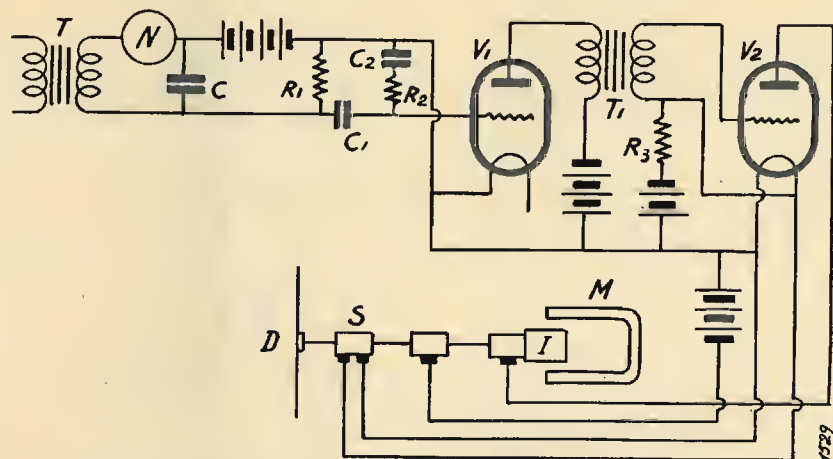 T
N
C
R₁
C₁
C₂
R₂
V₁
T₁
R₃
V₂
D
S
I
M
1529